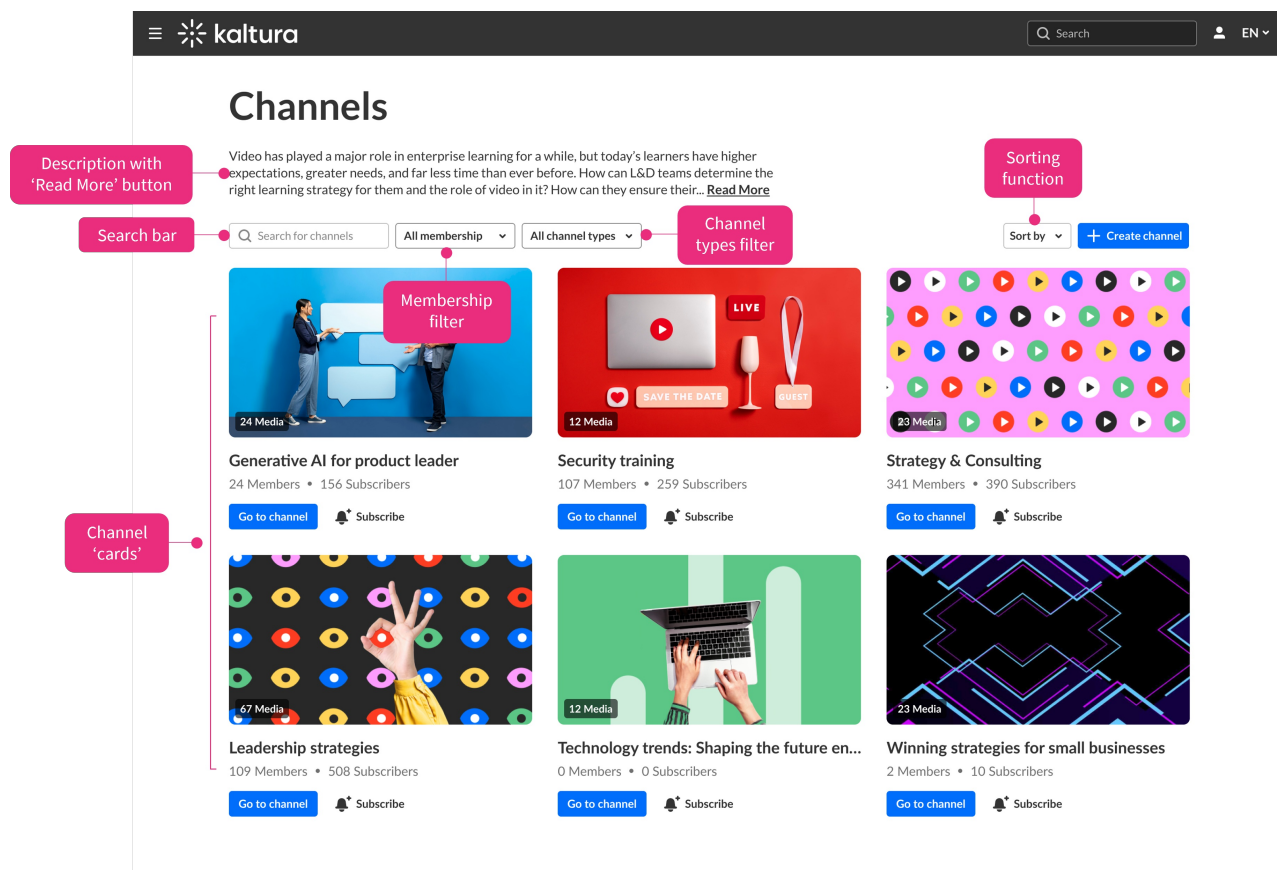 kaltura
Search
EN
Channels
Description with
‘Read More’ button
Video has played a major role in enterprise learning for a while, but today’s learners have higher
expectations, greater needs, and far less time than ever before. How can L&D teams determine the
right learning strategy for them and the role of video in it? How can they ensure their... Read More
Sorting
function
Search bar
Search for channels
All membership
All channel types
Channel
types filter
Sort by
+ Create channel
Membership
filter
LIVE
SAVE THE DATE
GUEST
24 Media
12 Media
23 Media
Generative AI for product leader
Security training
Strategy & Consulting
24 Members • 156 Subscribers
107 Members • 259 Subscribers
341 Members • 390 Subscribers
Go to channel Subscribe
Go to channel Subscribe
Go to channel Subscribe
Channel
‘cards’
67 Media
12 Media
23 Media
Leadership strategies
Technology trends: Shaping the future en...
Winning strategies for small businesses
109 Members • 508 Subscribers
0 Members • 0 Subscribers
2 Members • 10 Subscribers
Go to channel Subscribe
Go to channel Subscribe
Go to channel Subscribe